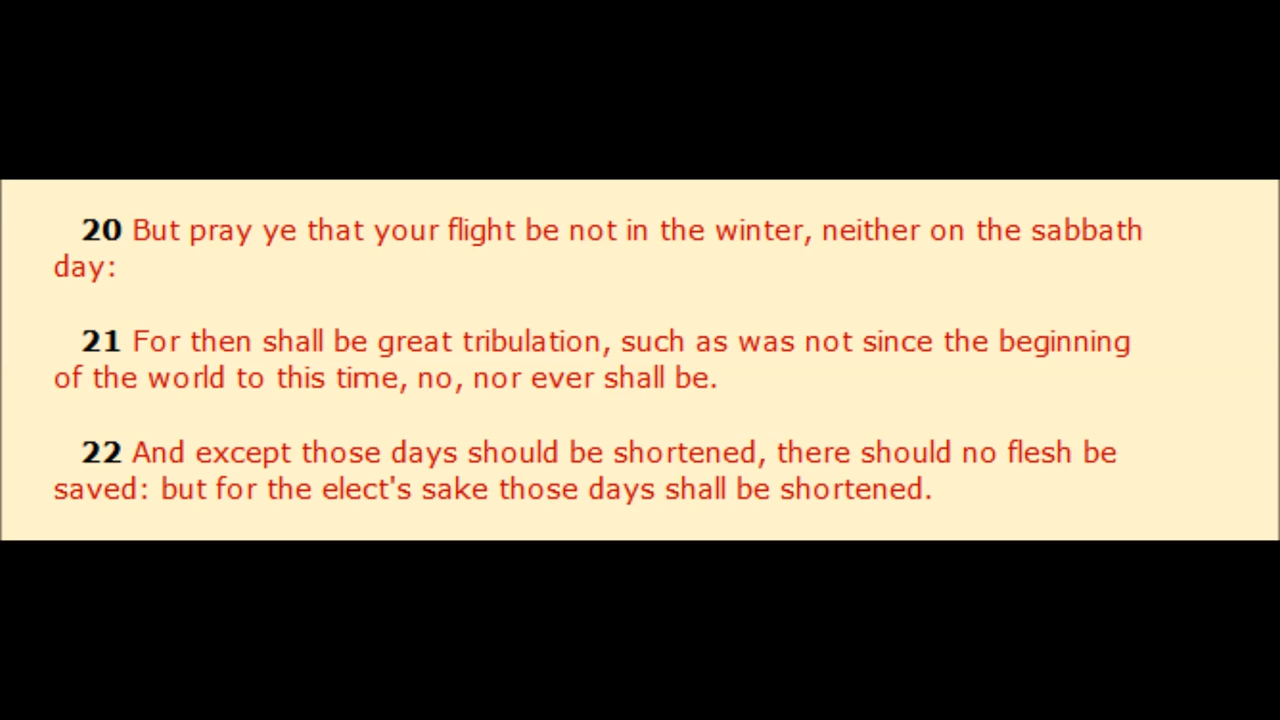 20 But pray ye that your flight be not in the winter, neither on the sabbath
day:
21 For then shall be great tribulation, such as was not since the beginning
of the world to this time, no, nor ever shall be.
22 And except those days should be shortened, there should no flesh be
saved: but for the elect's sake those days shall be shortened.